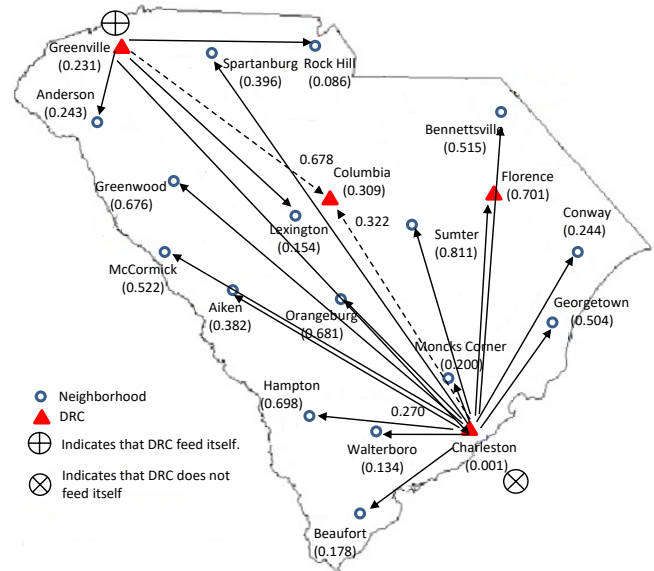 Greenville
(0.231)
Spartanburg
(0.396)
Rock Hill
(0.086)
Anderson
(0.243)
Bennettsville
(0.515)
0.678
Columbia
(0.309)
Florence
(0.701)
Greenwood
(0.676)
Lexington
(0.154)
0.322
Sumter
(0.811)
Conway
(0.244)
McCormick
(0.522)
Aiken
(0.382)
Orangeburg
(0.681)
Georgetown
(0.504)
Moncks Corner
(0.200)
Hampton
(0.698)
0.270
Walterboro
(0.134)
Charleston
(0.001)
Beaufort
(0.178)
Neighborhood
DRC
Indicates that DRC feed itself.
Indicates that DRC does not
feed itself